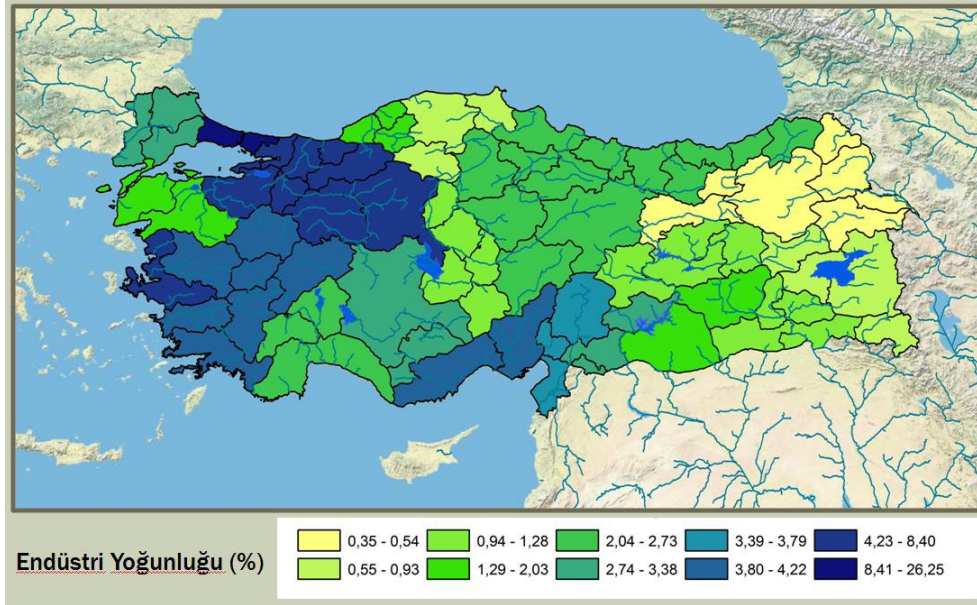 Endüstri Yoğunluğu (%)
0,35 - 0,54 0,94 - 1,28 2,04 - 2,73 3,39 - 3,79 4,23 - 8,40
0,55 - 0,93 1,29 - 2,03 2,74 - 3,38 3,80 - 4,22 8,41 - 26,25